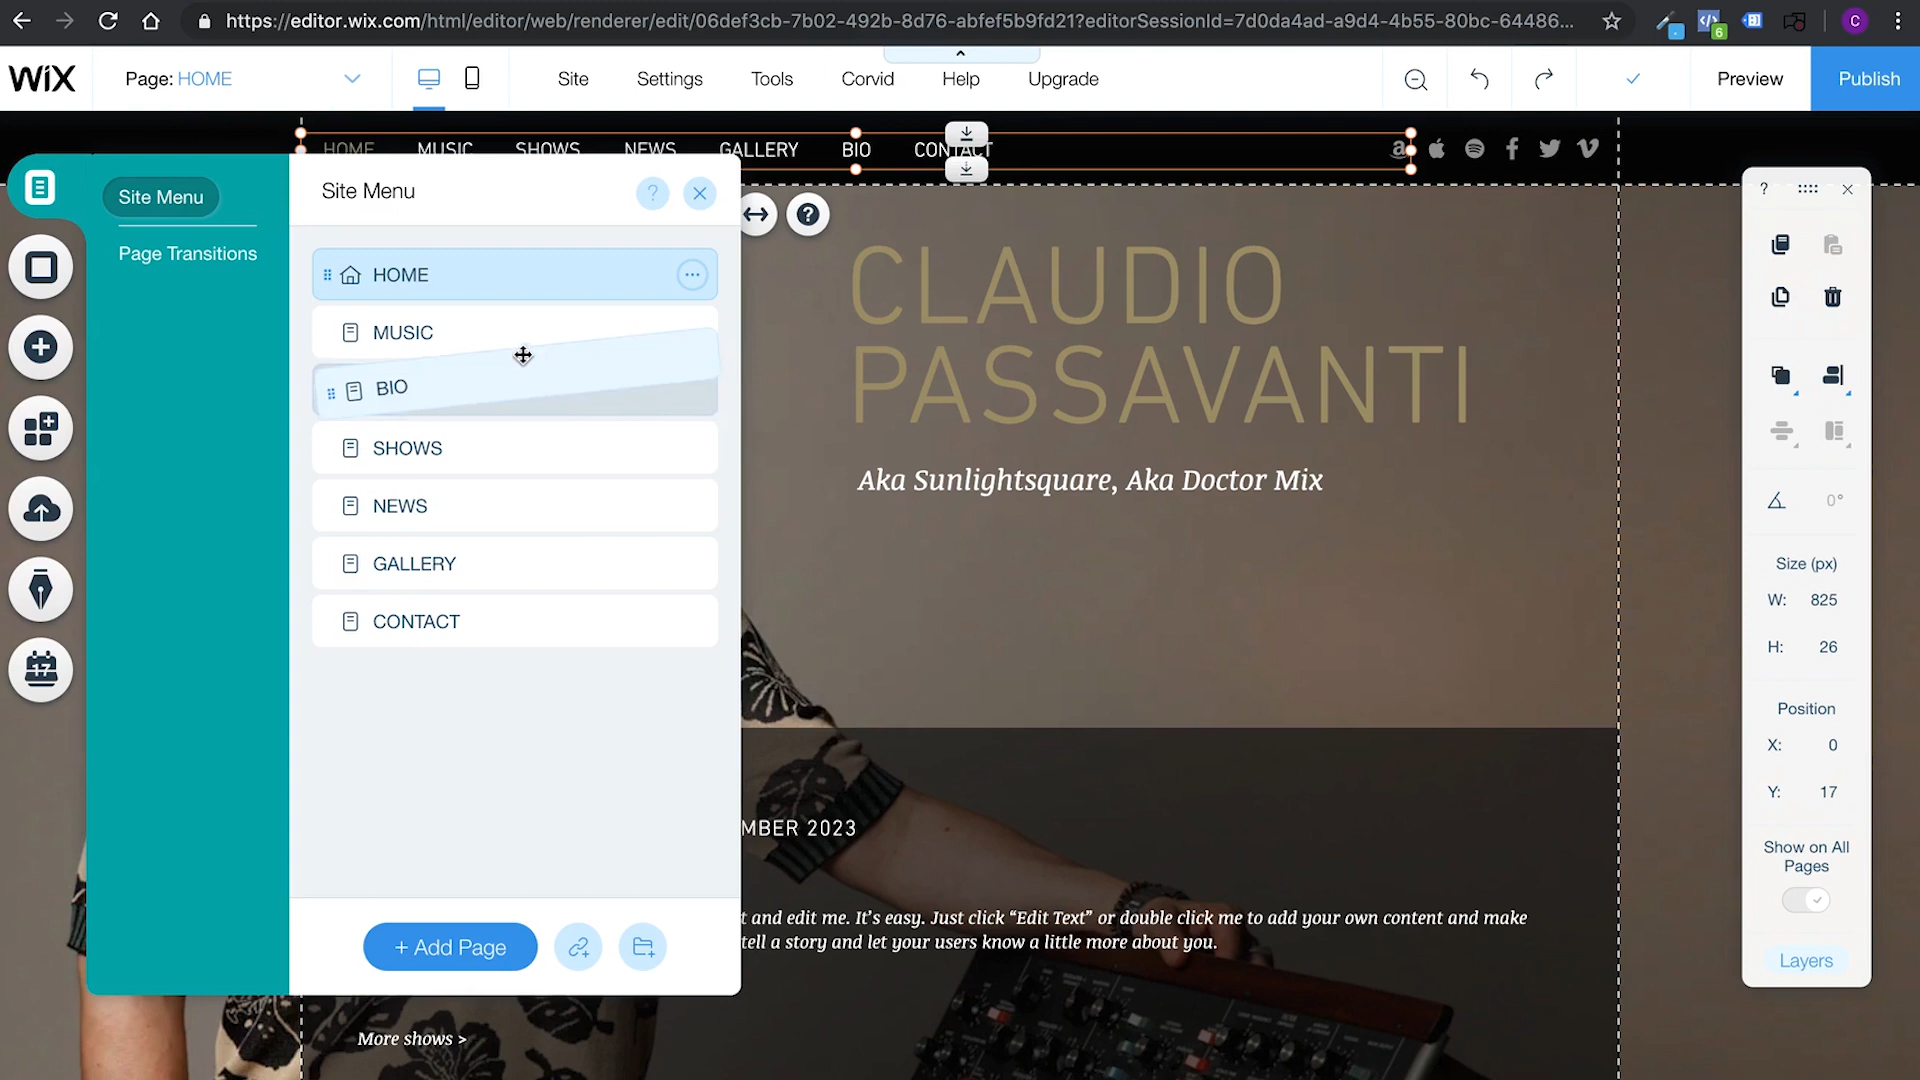 https://editor.wix.com/html/editor/web/renderer/edit/06def3cb-7b02-492b-8d76-abfef5b9fd21?editorSessionId=7d0da4ad-a9d4-4b55-80bc-64486...
6
C
WiX
Page: HOME
Site
Settings
Tools
Corvid
Help
Upgrade
Preview
Publish
HOME
MUSIC
SHOWS
NEWS
GALLERY
BIO
CONTACT
Site Menu
Page Transitions
Site Menu
?
?
?
HOME
MUSIC
BIO
SHOWS
NEWS
GALLERY
CONTACT
+ Add Page
17
CLAUDIO
PASSAVANTI
Aka Sunlightsquare, Aka Doctor Mix
MBER 2023
t and edit me. It's easy. Just click “Edit Text” or double click me to add your own content and make
tell a story and let your users know a little more about you.
More shows >
0°
Size (px)
W: 825
H: 26
Position
X: 0
Y: 17
Show on All
Pages
Layers